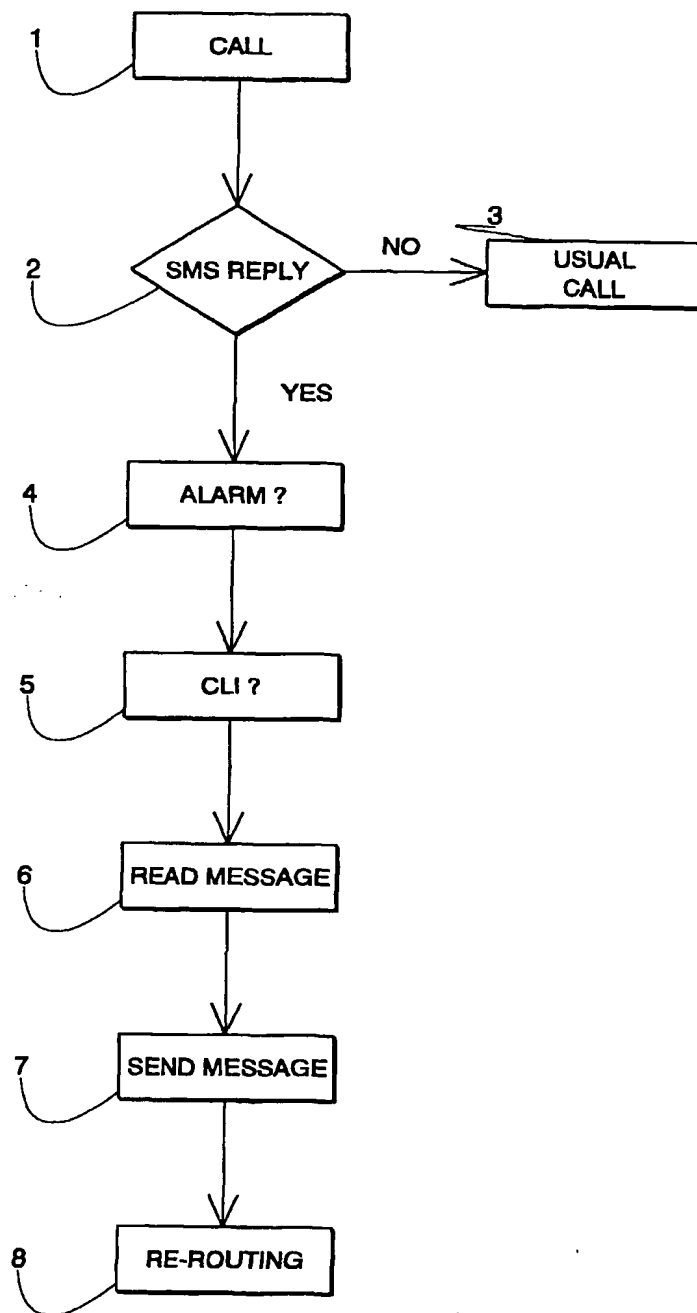 1
CALL
2
SMS REPLY
NO
3
USUAL
CALL
YES
4
ALARM ?
5
CLI ?
6
READ MESSAGE
7
SEND MESSAGE
8
RE-ROUTING